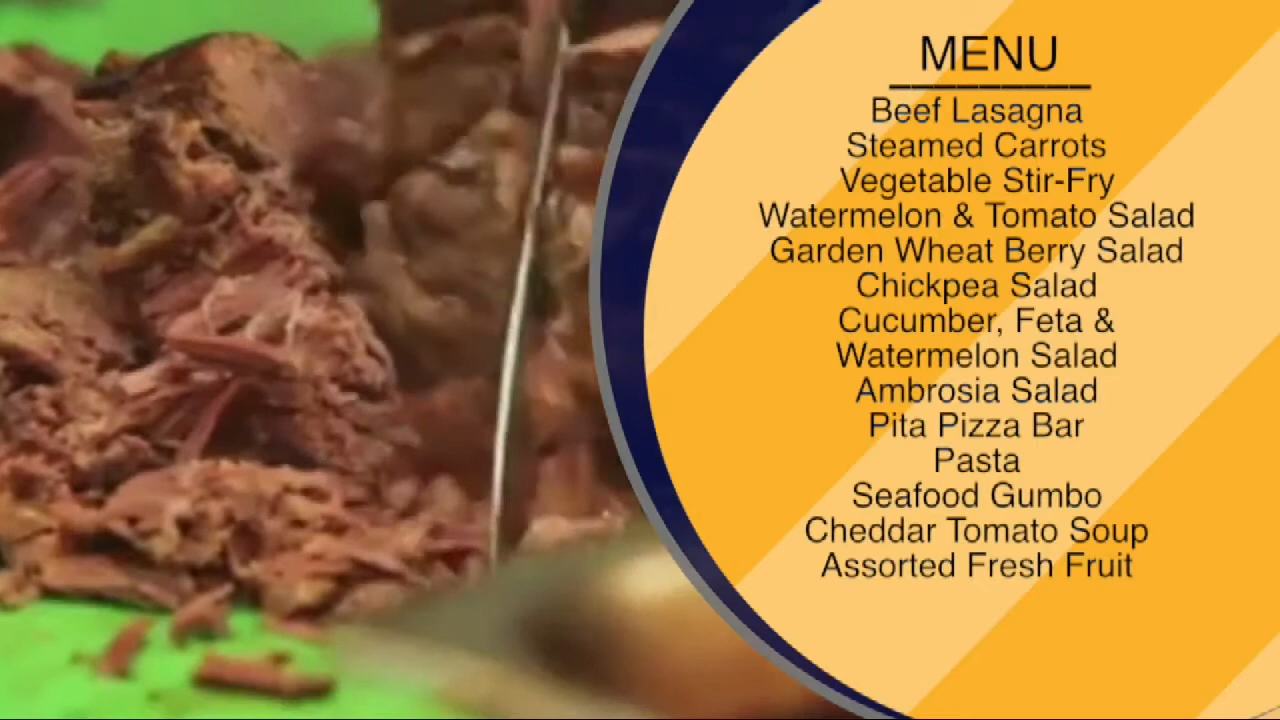 MENU
Beef Lasagna
Steamed Carrots
Vegetable Stir-Fry
Watermelon & Tomato Salad
Garden Wheat Berry Salad
Chickpea Salad
Cucumber, Feta &
Watermelon Salad
Ambrosia Salad
Pita Pizza Bar
Pasta
Seafood Gumbo
Cheddar Tomato Soup
Assorted Fresh Fruit